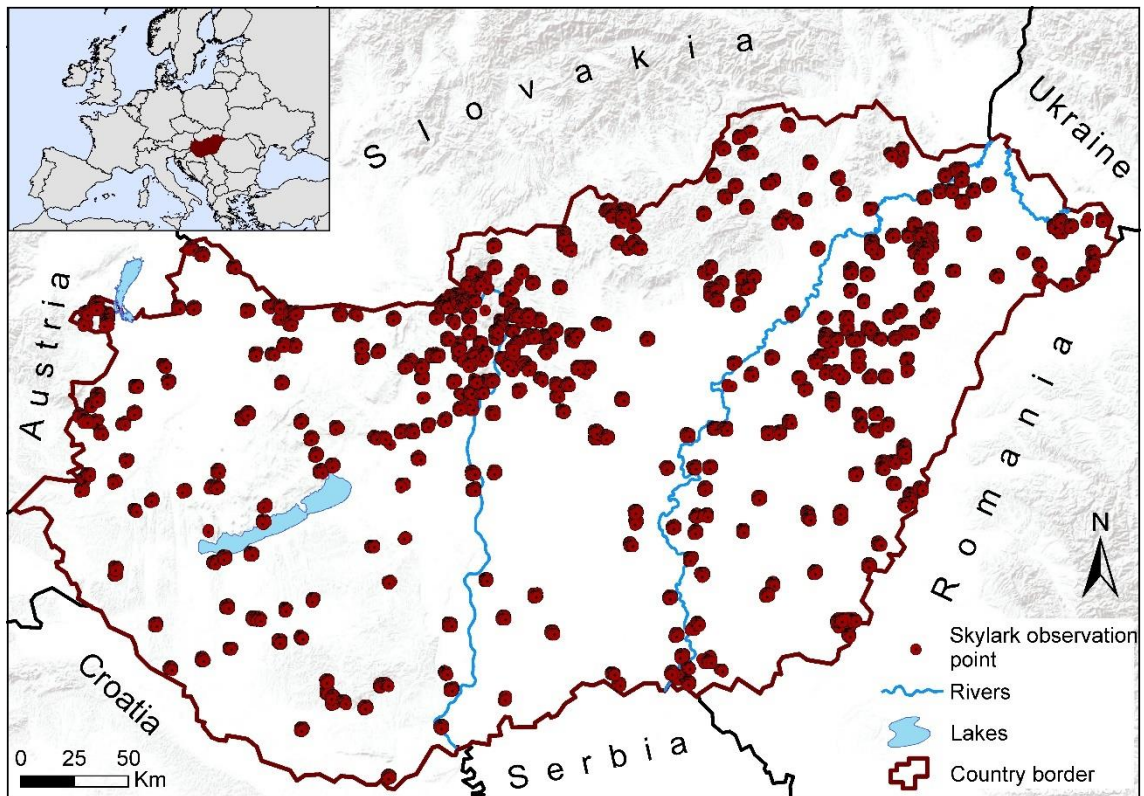 Slovakia
Ukraine
Austria
Romania
N
Croatia
Serbia
Skylark observation
point
Rivers
Lakes
Country border
0 25 50
Km